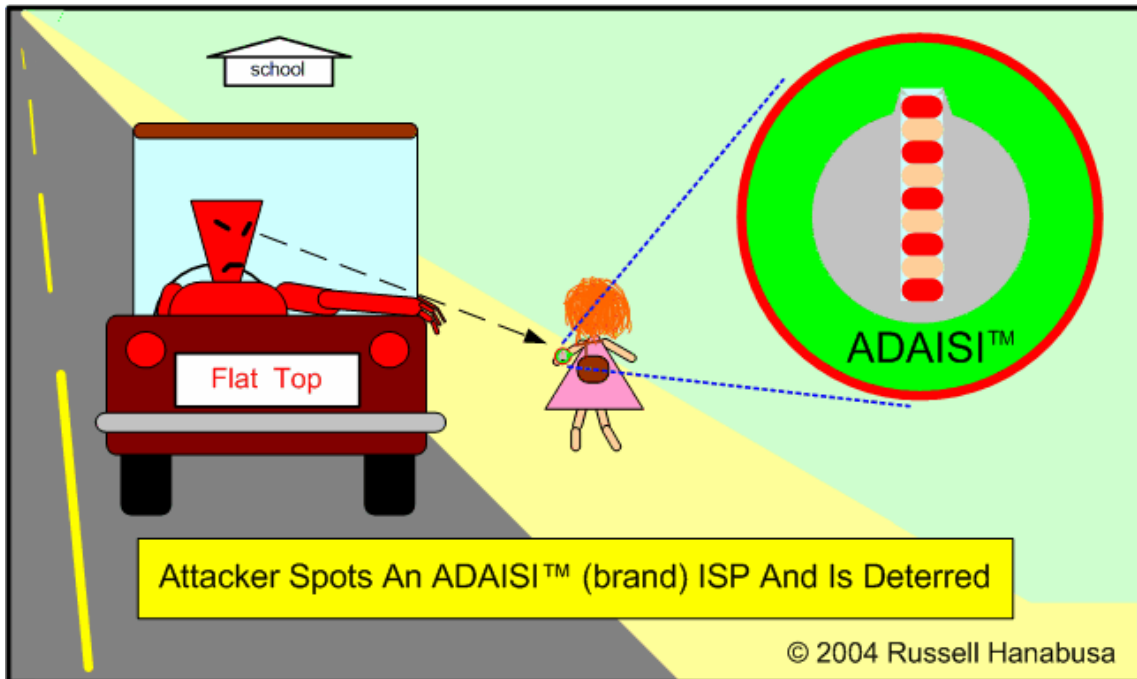 school
ADAISI™
Flat Top
Attacker Spots An ADAISI™ (brand) ISP And Is Deterred
© 2004 Russell Hanabusa